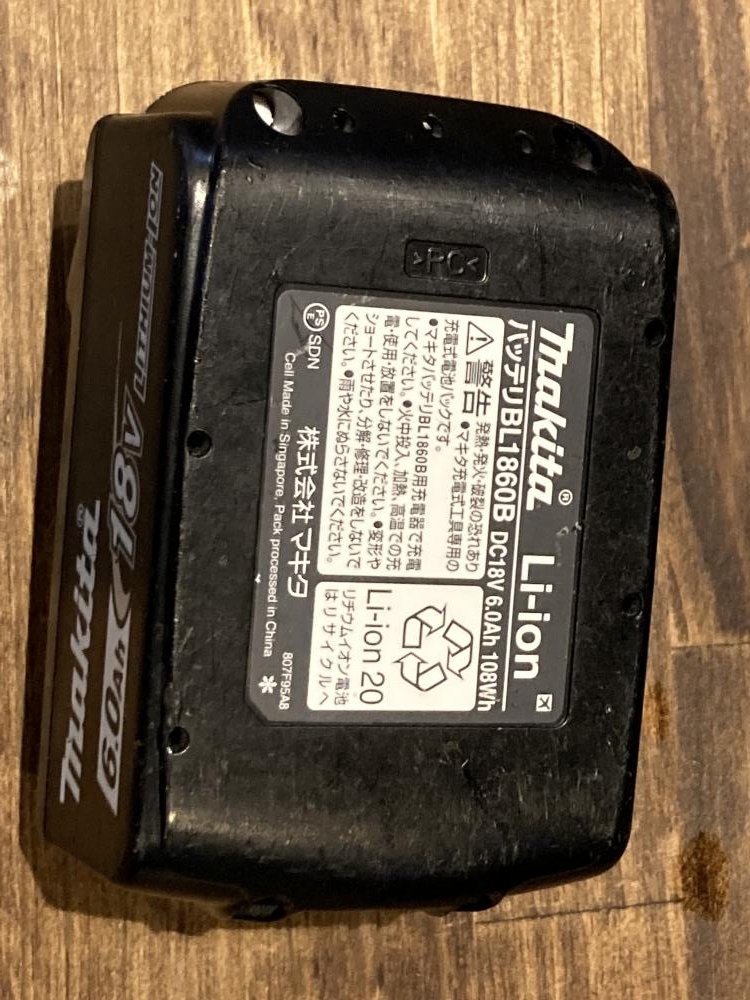 makita® Li-ion
バッテリBL1860B DC18V 6.0Ah 108Wh
警告 発熱・発火・破裂の恐れあり
●マキタ充電式工具専用の
充電式電池パックです。
●マキタバッテリBL1860B用充電器で充電
してください。●火中投入、加熱、高温での充
電・使用・放置をしないでください。●変形や
ショートさせたり、分解・修理・改造をしないで
ください。●雨や水にぬらさないでください。
Li-ion 20
リチウムイオン電池
はリサイクルへ
PS
E
SDN
株式会社 マキタ
Cell Made in Singapore, Pack processed in China
807F95A8
>PC<
makita®
18V LITHIUM-ION
6.0Ah